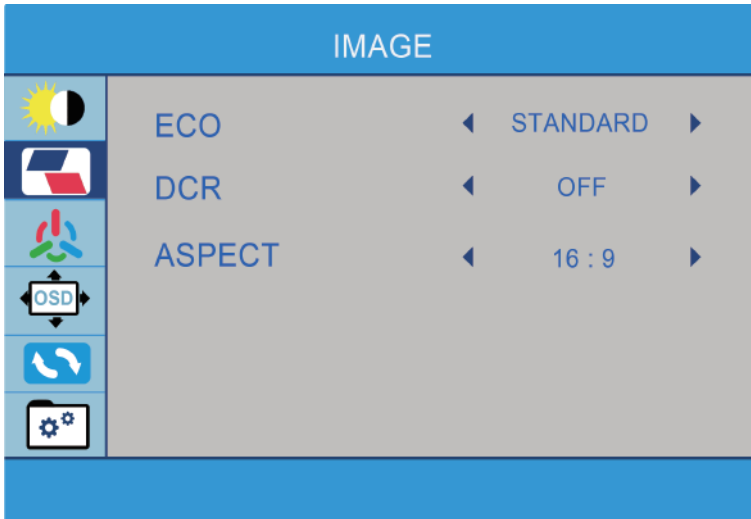 IMAGE
ECO STANDARD
DCR OFF
ASPECT 16 : 9
OSD